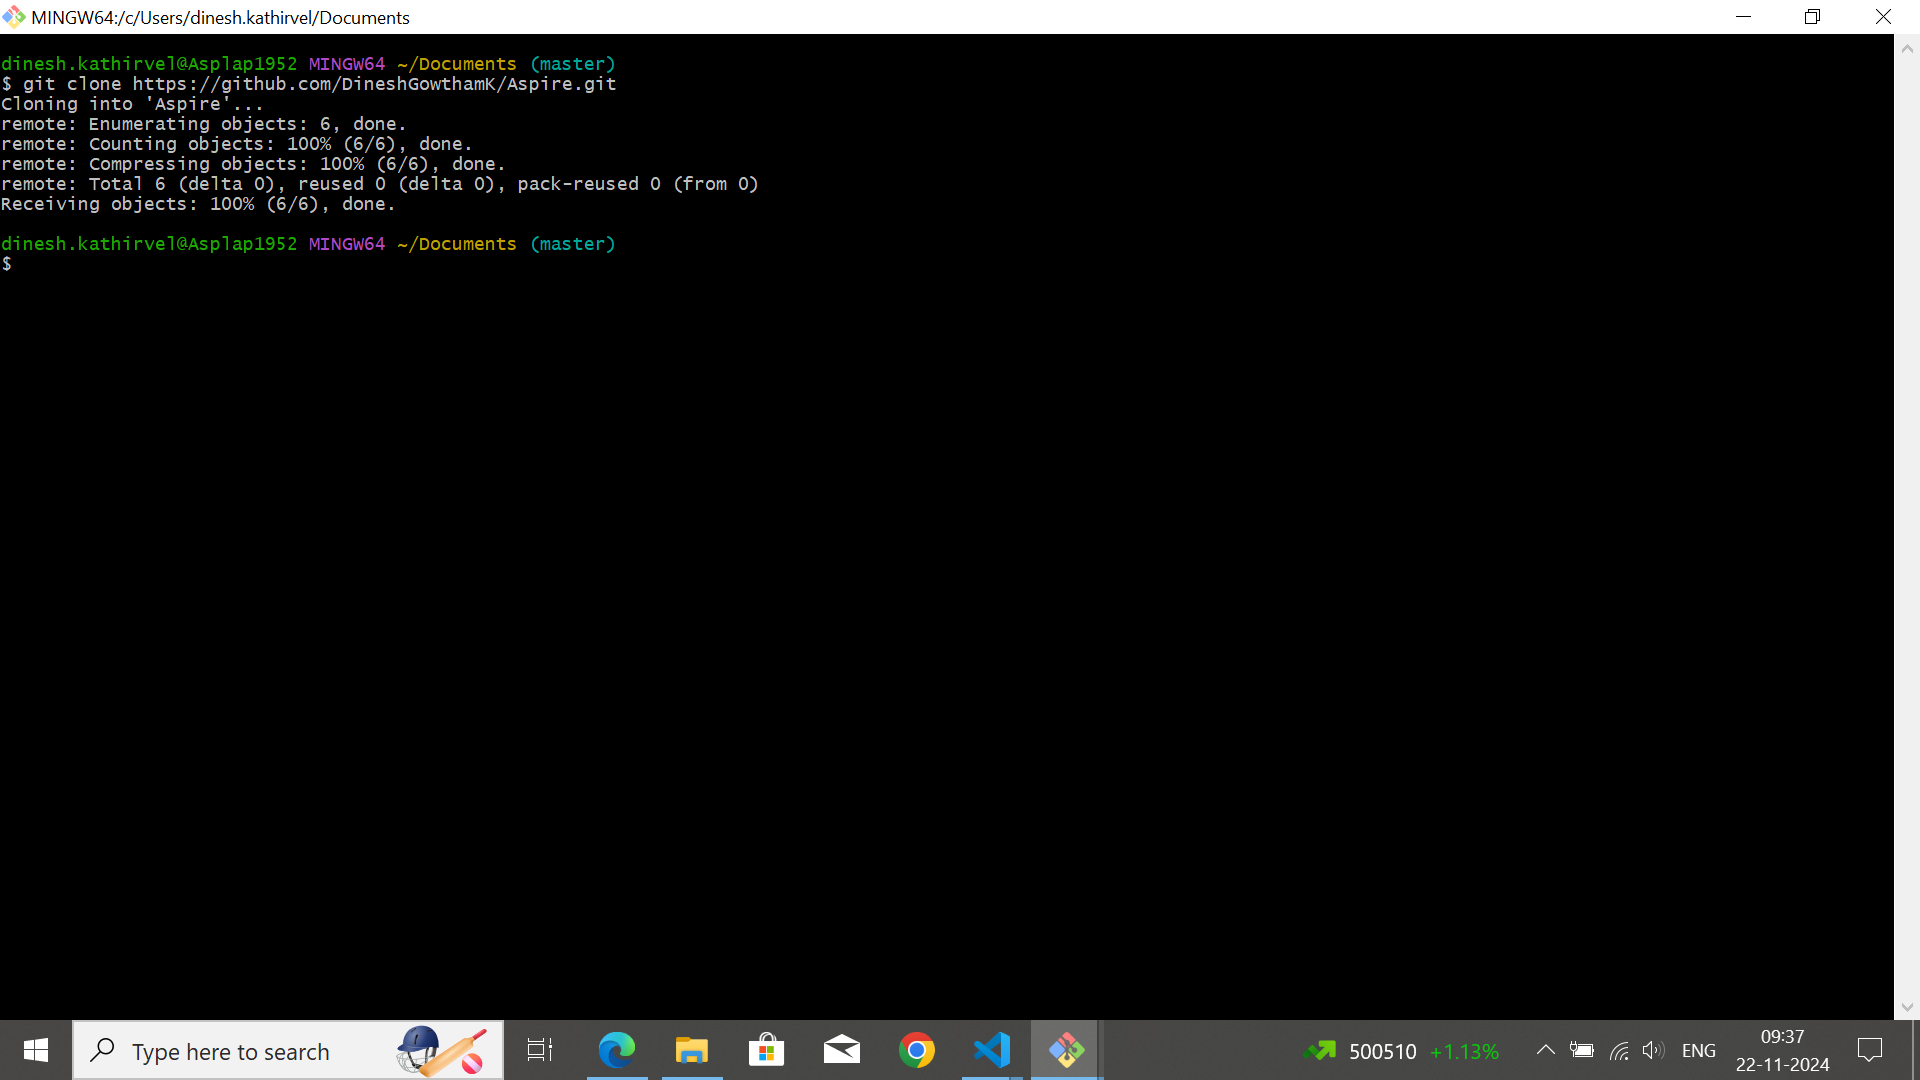 MINGW64:/c/Users/dinesh.kathirvel/Documents
dinesh.kathirvel@Asplap1952 MINGW64 ~/Documents (master)
$ git clone https://github.com/DineshGowthamK/Aspire.git
Cloning into 'Aspire'...
remote: Enumerating objects: 6, done.
remote: Counting objects: 100% (6/6), done.
remote: Compressing objects: 100% (6/6), done.
remote: Total 6 (delta 0), reused 0 (delta 0), pack-reused 0 (from 0)
Receiving objects: 100% (6/6), done.
dinesh.kathirvel@Asplap1952 MINGW64 ~/Documents (master)
$
Type here to search
500510 +1.13%
ENG
09:37
22-11-2024